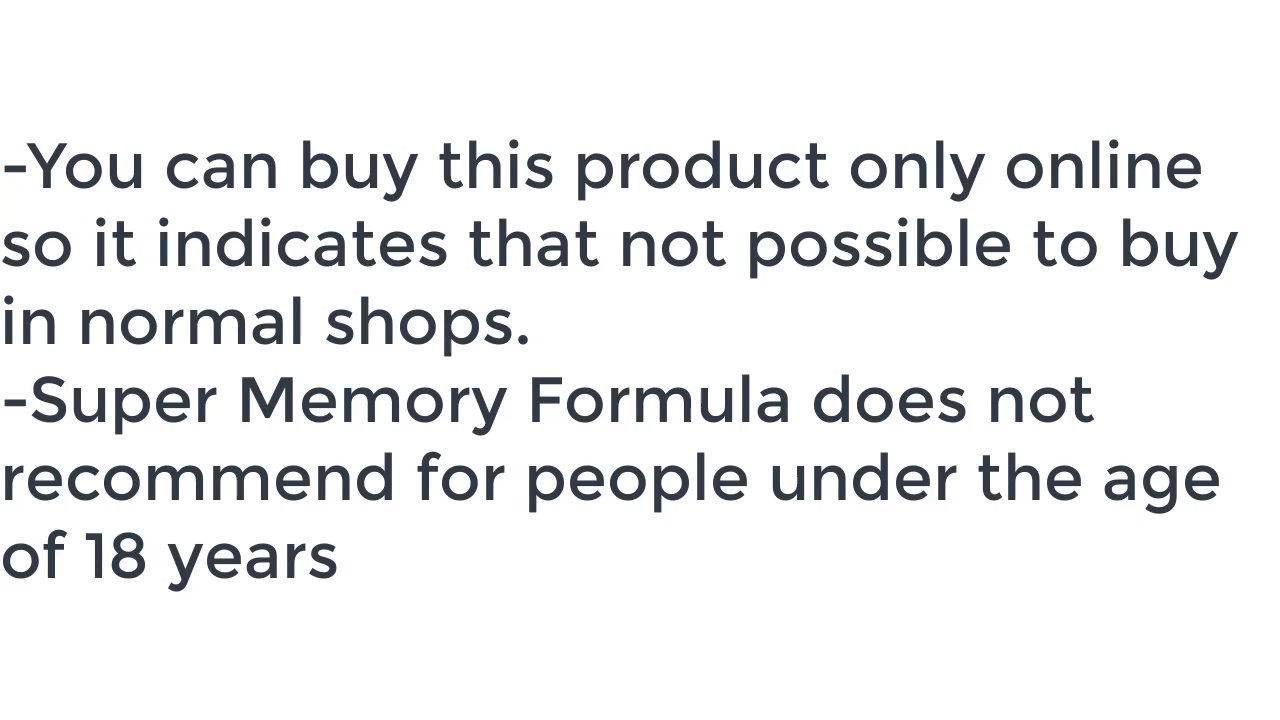 -You can buy this product only online
so it indicates that not possible to buy
in normal shops.
-Super Memory Formula does not
recommend for people under the age
of 18 years